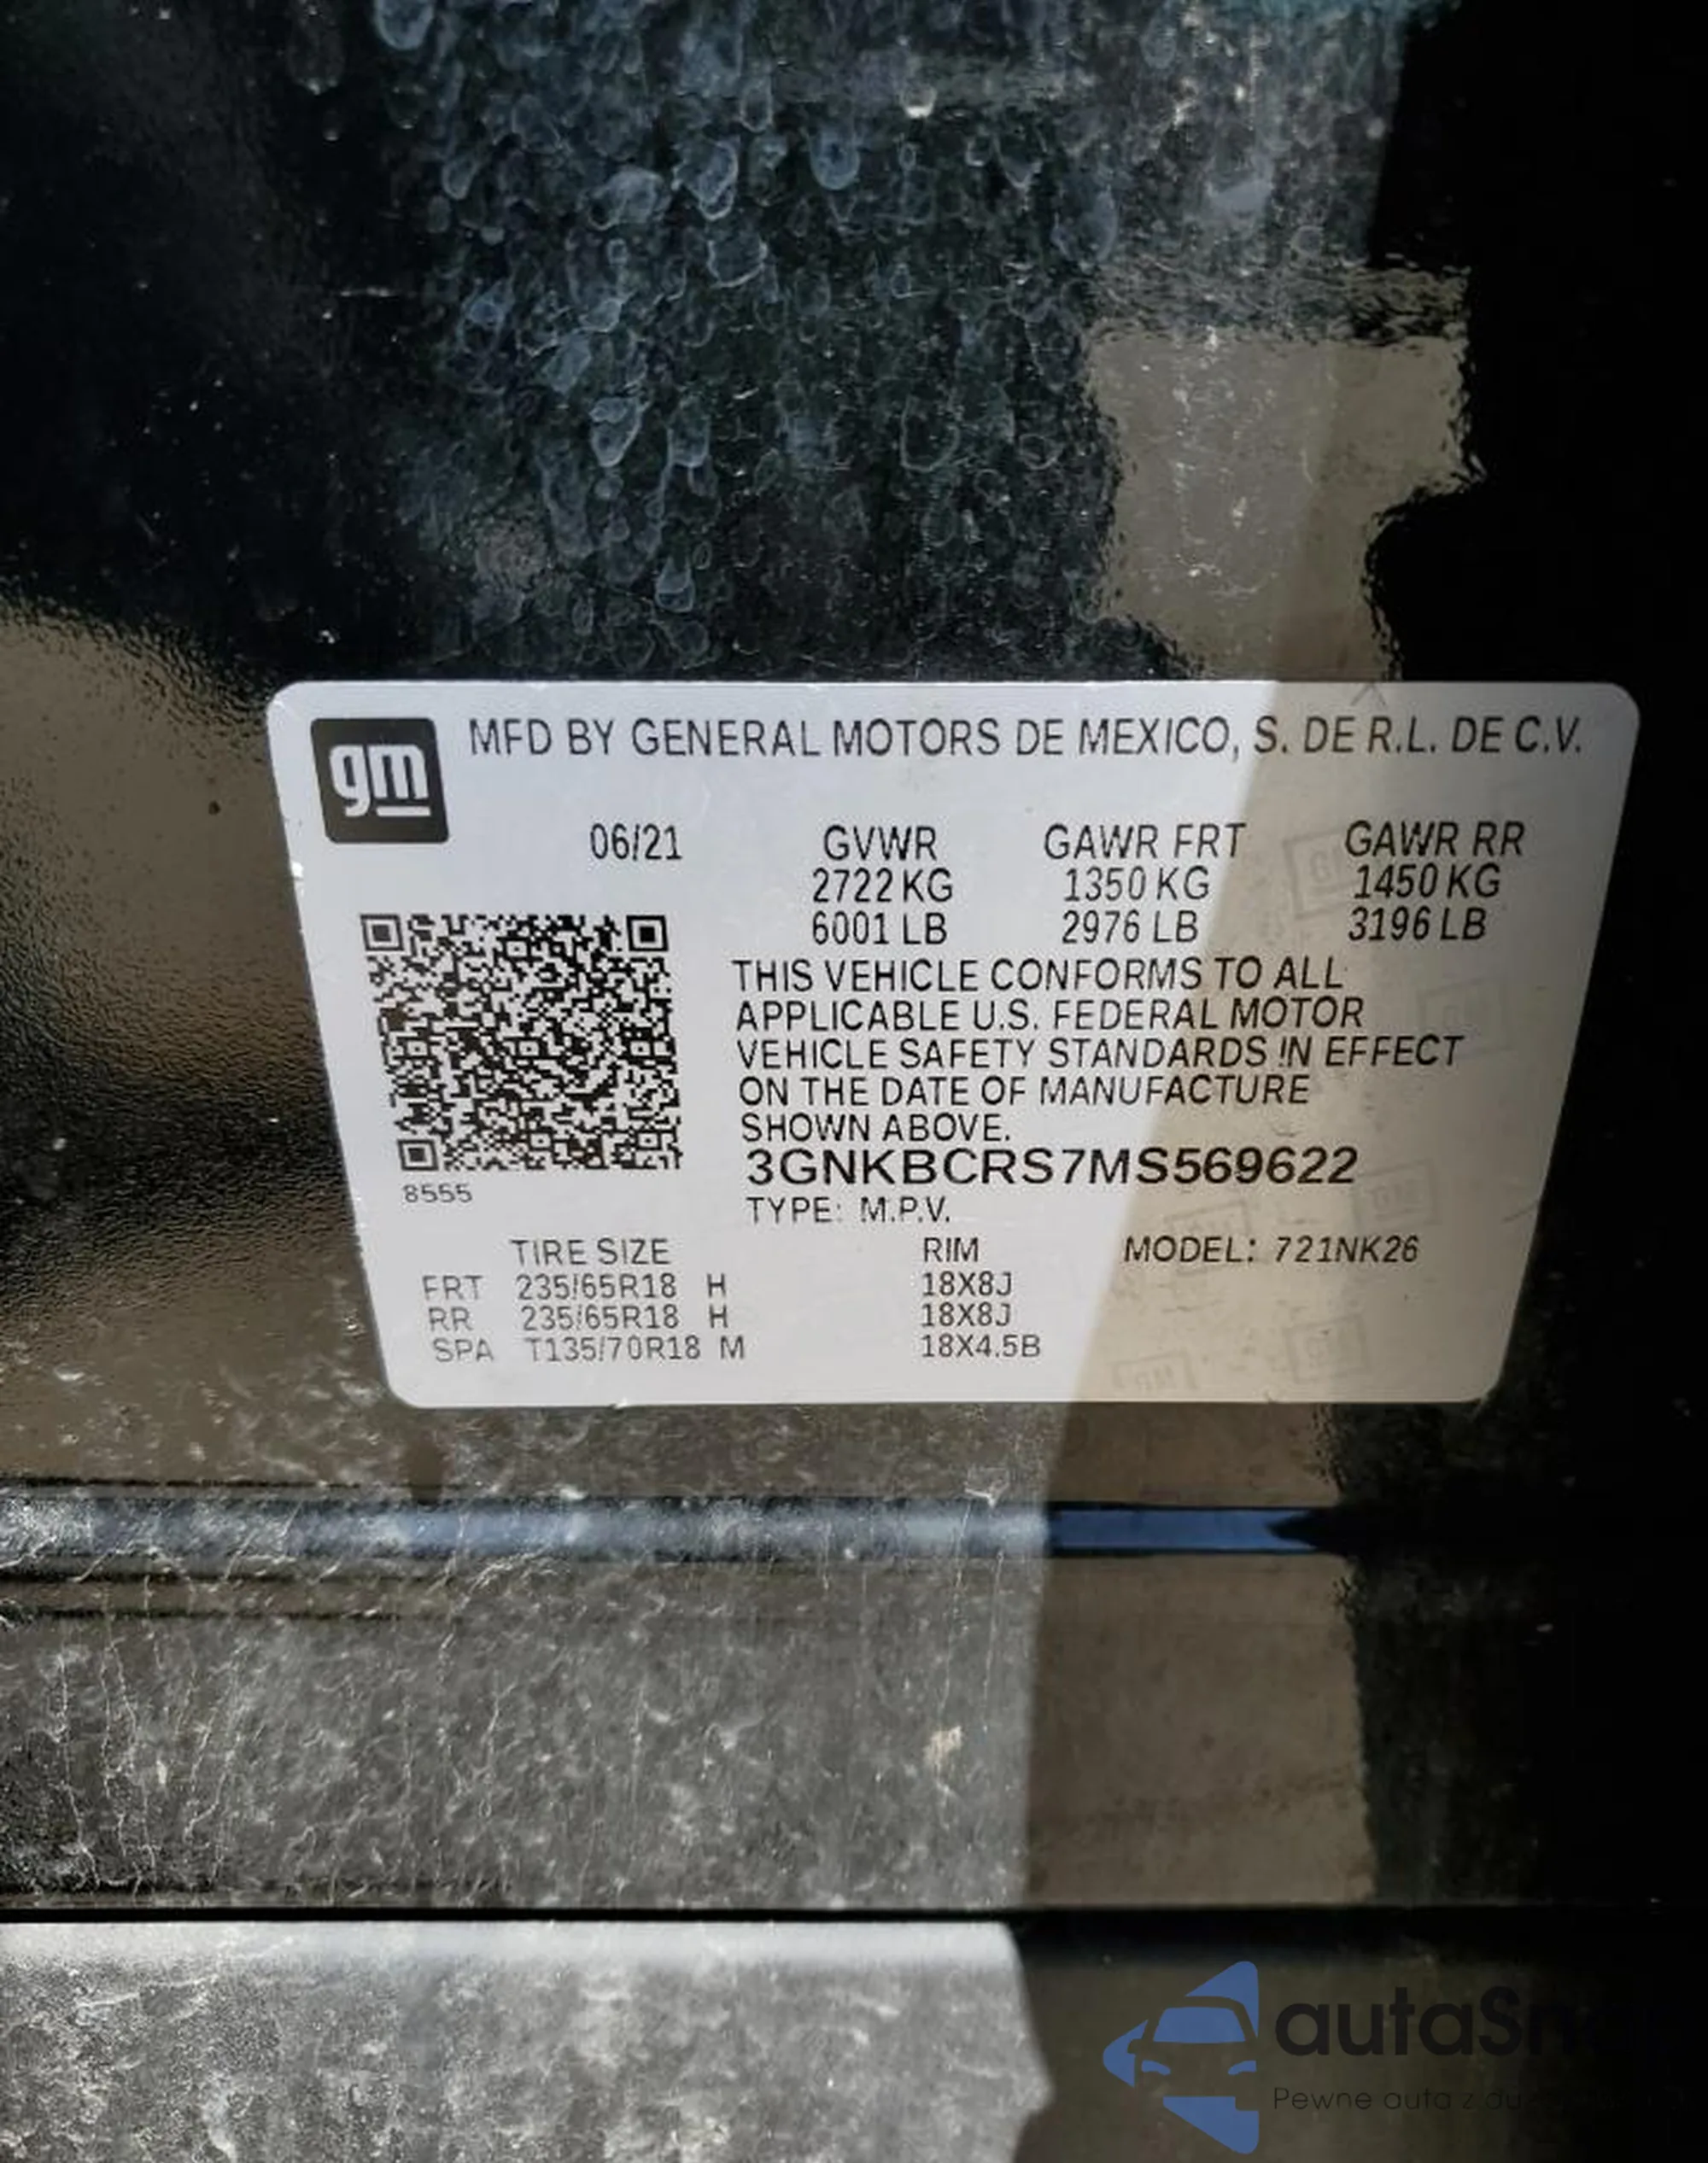 gm
MFD BY GENERAL MOTORS DE MEXICO, S. DE R.L. DE C.V.
06/21 GVWR GAWR FRT GAWR RR
2722 KG 1350 KG 1450 KG
6001 LB 2976 LB 3196 LB
THIS VEHICLE CONFORMS TO ALL
APPLICABLE U.S. FEDERAL MOTOR
VEHICLE SAFETY STANDARDS IN EFFECT
ON THE DATE OF MANUFACTURE
SHOWN ABOVE.
3GNKBCRS7MS569622
8555
TYPE: M.P.V.
TIRE SIZE RIM MODEL: 721NK26
FRT 235/65R18 H 18X8J
RR 235/65R18 H 18X8J
SPA T135/70R18 M 18X4.5B
Pewne auta z